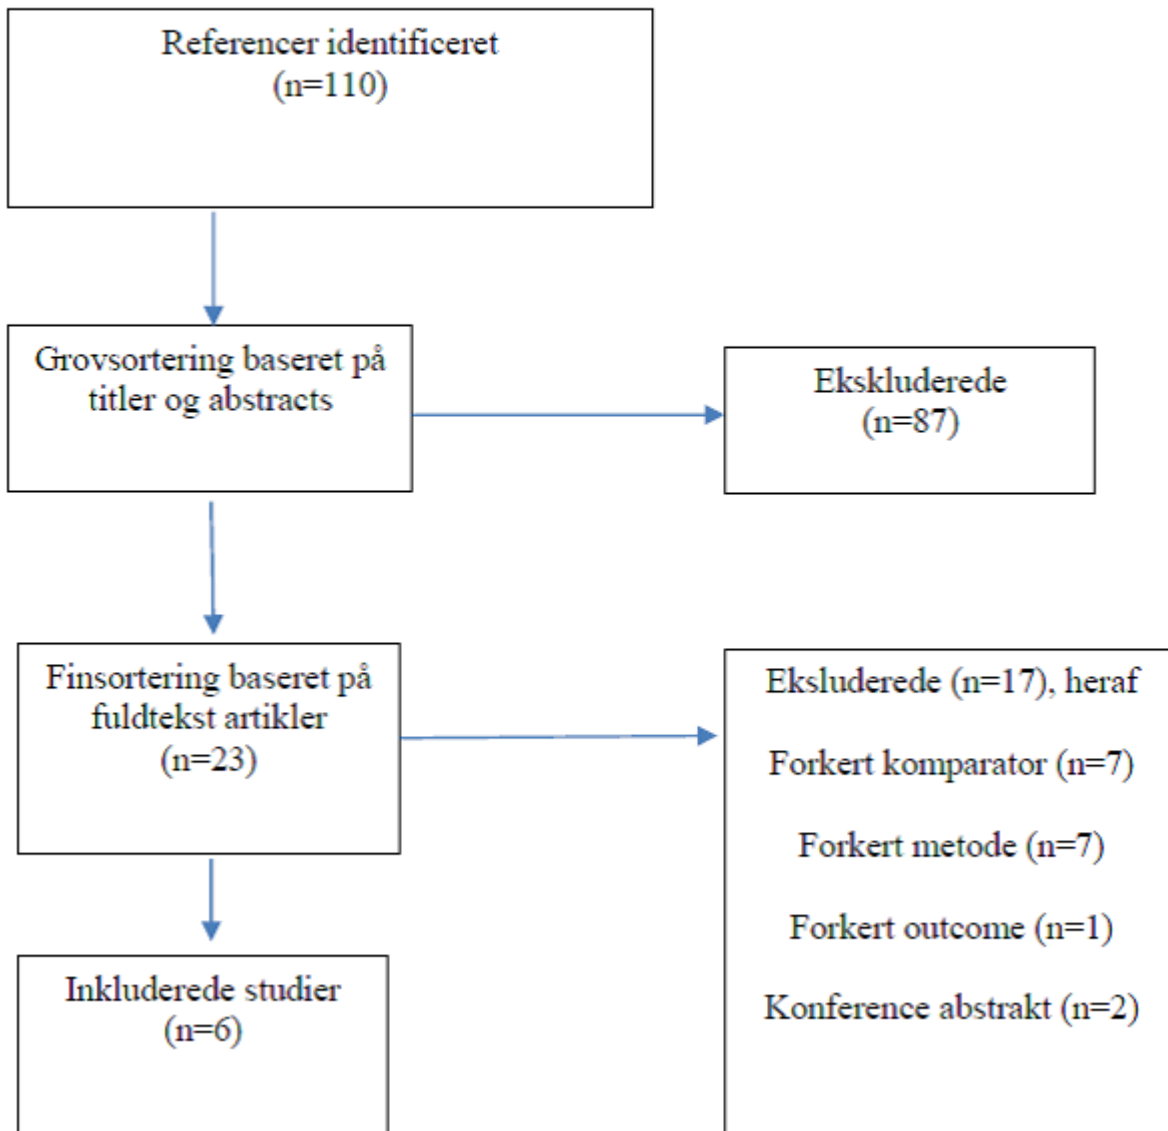 Referencer identificeret
(n=110)
Grovsortering baseret på
titler og abstracts
Ekskluderede
(n=87)
Finsortering baseret på
fuldtekst artikler
(n=23)
Eksluderede (n=17), heraf
Forkert komparator (n=7)
Forkert metode (n=7)
Forkert outcome (n=1)
Konference abstrakt (n=2)
Inkluderede studier
(n=6)